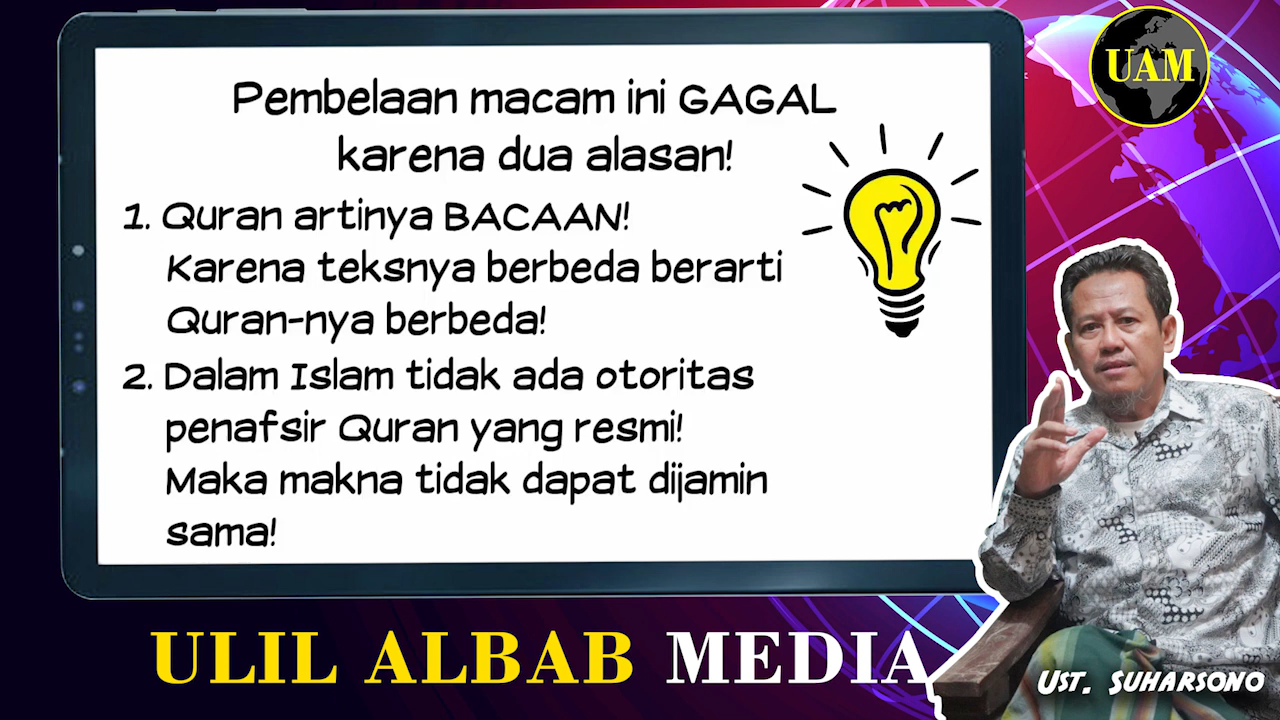 Pembelaan macam ini GAGAL
karena dua alasan!
1. Quran artinya BACAAN!
Karena teksnya berbeda berarti
Quran-nya berbeda!
2. Dalam Islam tidak ada otoritas
penafsir Quran yang resmi!
Maka makna tidak dapat dijamin
sama!
UAM
ULIL ALBAB MEDIA
UST. SUHARSONO